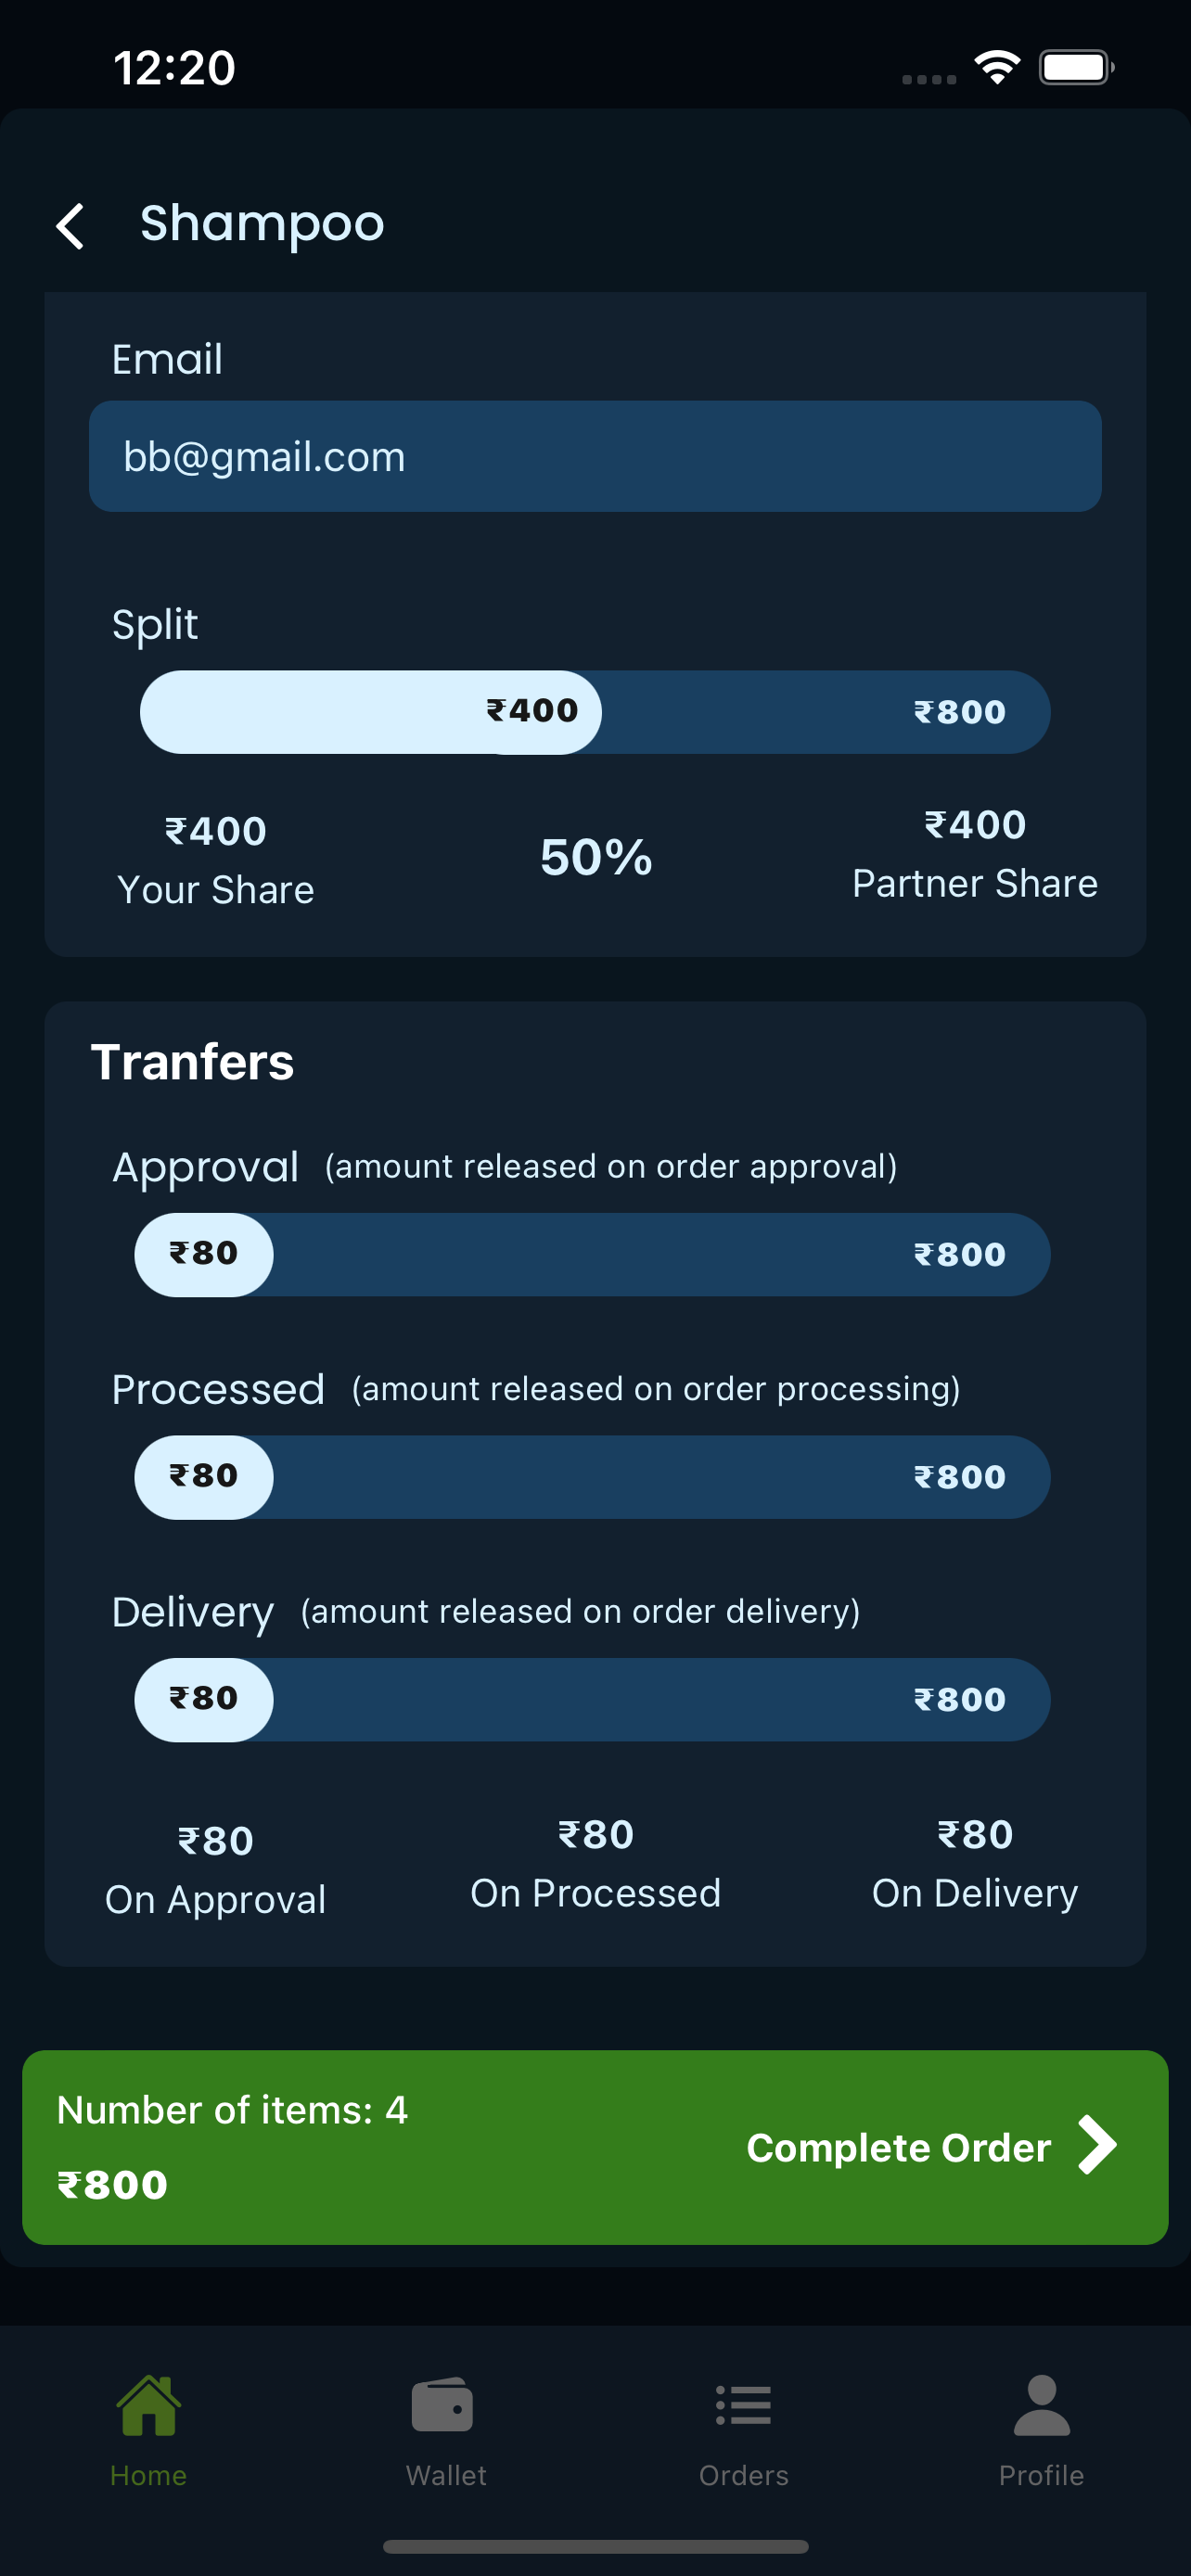 12:20
Shampoo
Email
bb@gmail.com
Split
₹400 ₹800
₹400 50% ₹400
Your Share Partner Share
Tranfers
Approval (amount released on order approval)
₹80 ₹800
Processed (amount released on order processing)
₹80 ₹800
Delivery (amount released on order delivery)
₹80 ₹800
₹80 ₹80 ₹80
On Approval On Processed On Delivery
Number of items: 4
Complete Order
₹800
Home Wallet Orders Profile